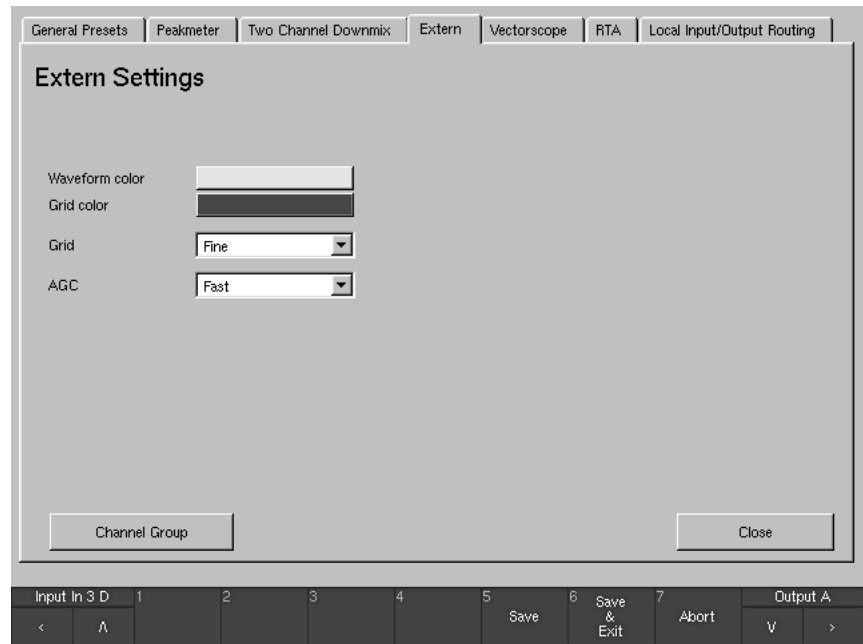 General Presets Peakmeter Two Channel Downmix Extern Vectorscope RTA Local Input/Output Routing
Extern Settings
Waveform color
Grid color
Grid Fine
AGC Fast
Channel Group Close
Input In 3 D 1 2 3 4 5 Save 6 Save & Exit 7 Abort Output A
< Λ V >